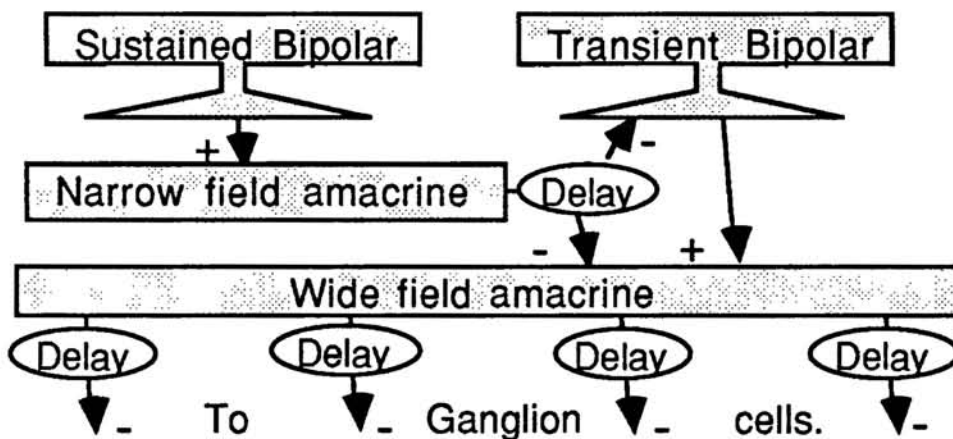 Sustained Bipolar Transient Bipolar
+ -
Narrow field amacrine Delay
- +
Wide field amacrine
Delay Delay Delay Delay
- To - Ganglion - cells. -